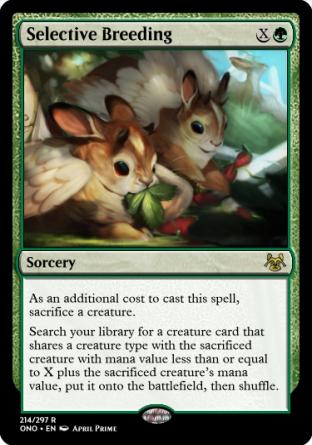 Selective Breeding X
Sorcery
As an additional cost to cast this spell,
sacrifice a creature.
Search your library for a creature card that
shares a creature type with the sacrificed
creature with mana value less than or equal
to X plus the sacrificed creature's mana
value, put it onto the battlefield, then shuffle.
214/297 R
ONO • EN April Prime